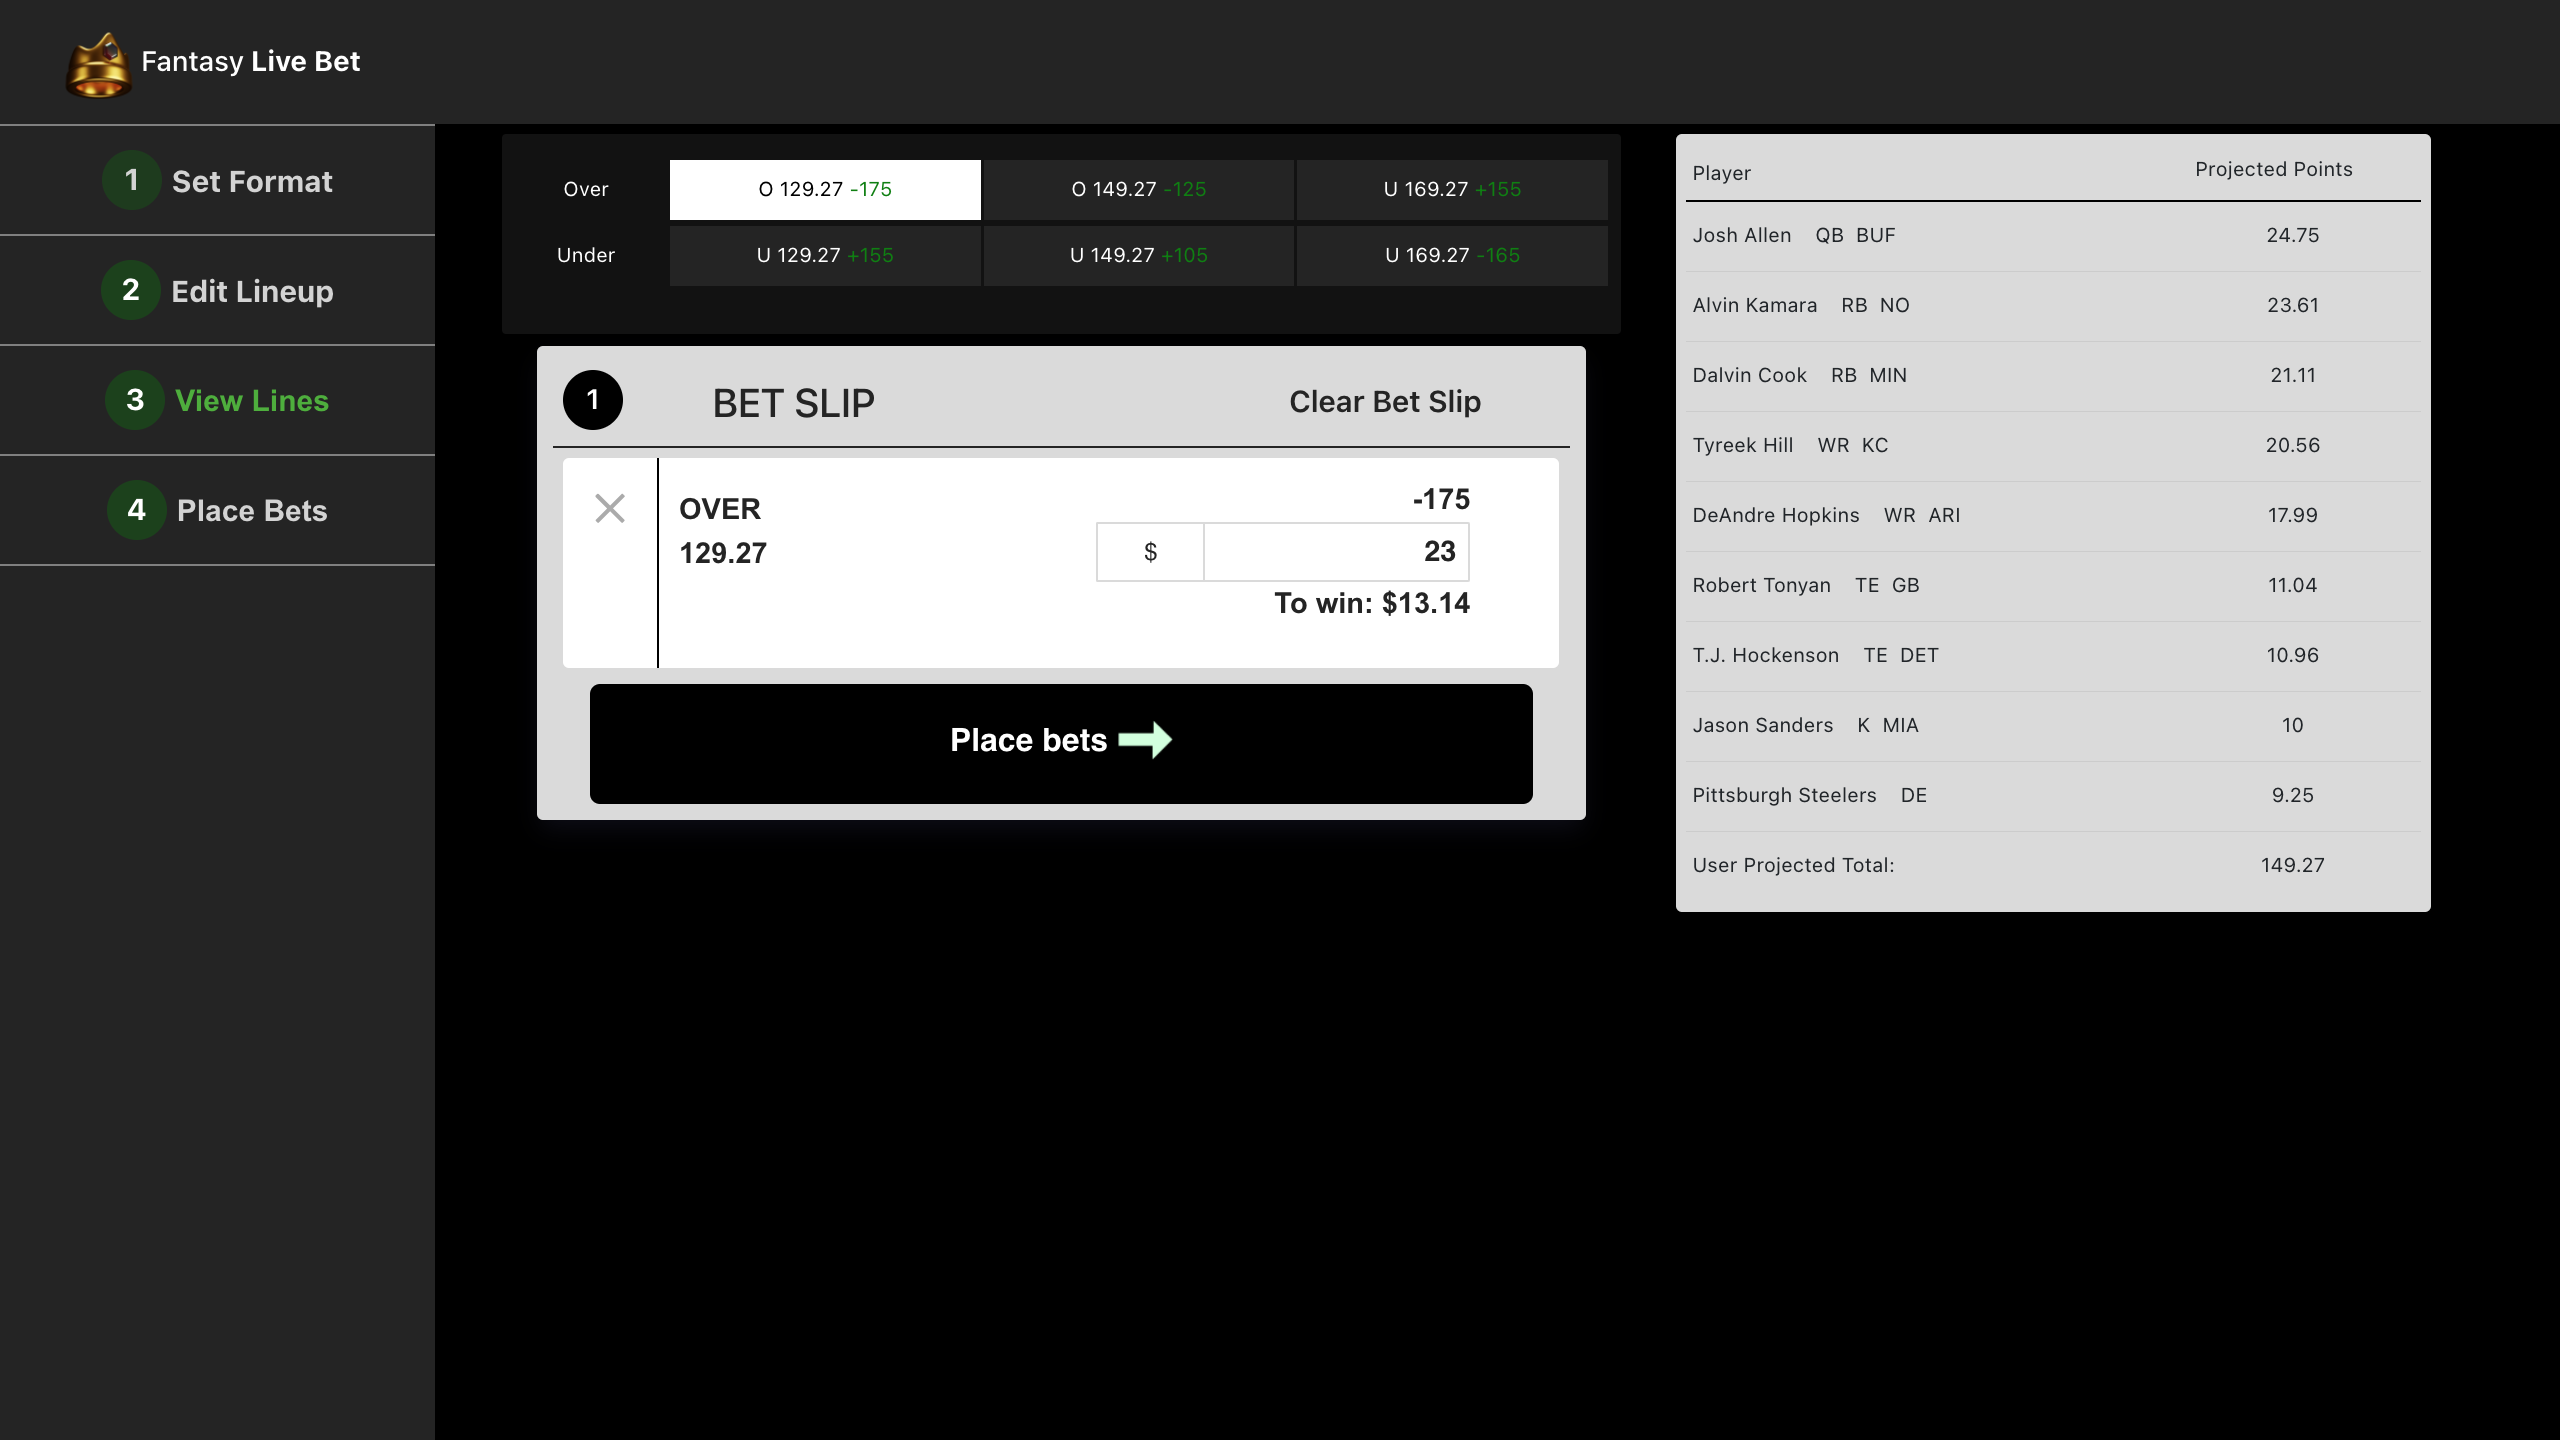 Fantasy Live Bet
1 Set Format
2 Edit Lineup
3 View Lines
4 Place Bets
Over O 129.27 -175 O 149.27 -125 U 169.27 +155
Under U 129.27 +155 U 149.27 +105 U 169.27 -165
1 BET SLIP Clear Bet Slip
OVER -175
129.27 $ 23
To win: $13.14
Place bets
Player Projected Points
Josh Allen QB BUF 24.75
Alvin Kamara RB NO 23.61
Dalvin Cook RB MIN 21.11
Tyreek Hill WR KC 20.56
DeAndre Hopkins WR ARI 17.99
Robert Tonyan TE GB 11.04
T.J. Hockenson TE DET 10.96
Jason Sanders K MIA 10
Pittsburgh Steelers DE 9.25
User Projected Total: 149.27